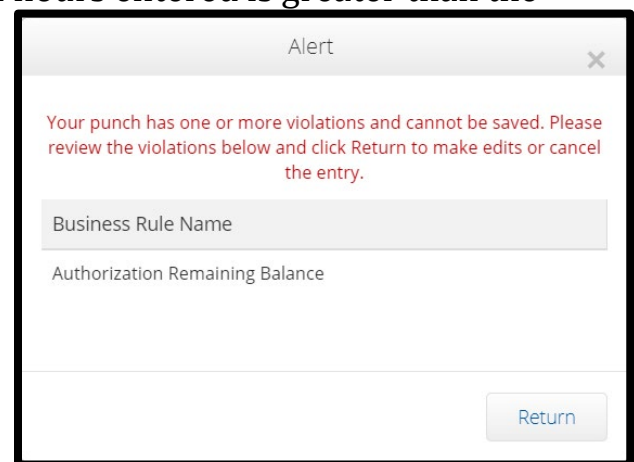 hours entered is greater than the
Alert
×
Your punch has one or more violations and cannot be saved. Please
review the violations below and click Return to make edits or cancel
the entry.
Business Rule Name
Authorization Remaining Balance
Return